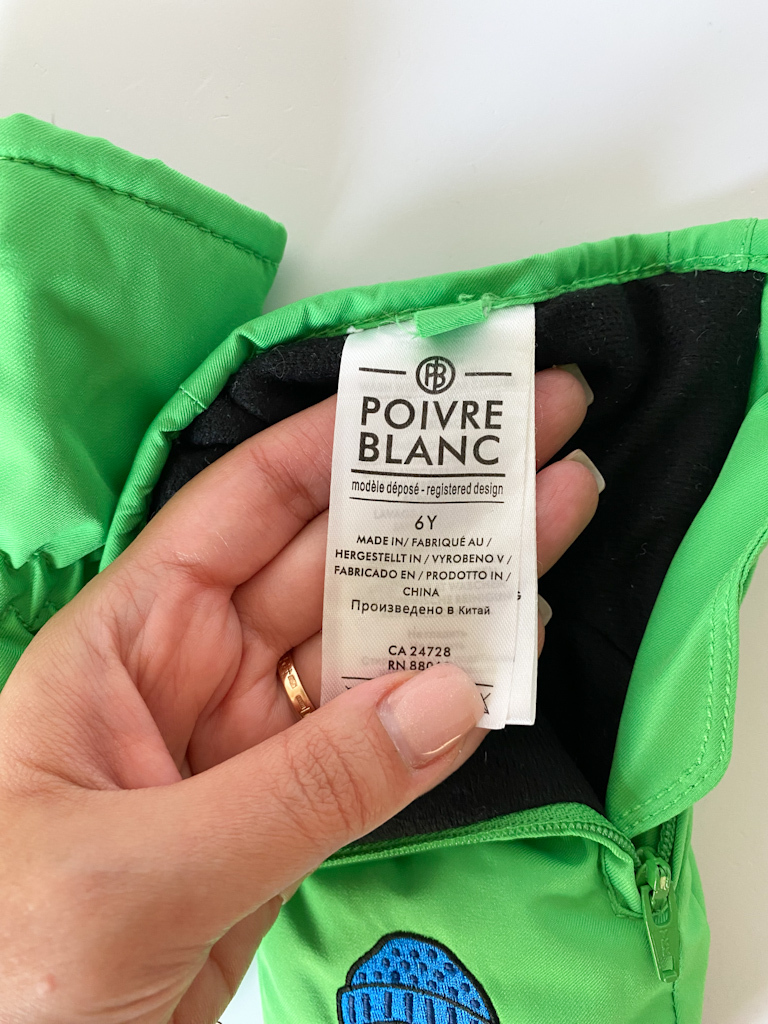 PB
POIVRE
BLANC
modèle déposé - registered design
6Y
MADE IN/ FABRIQUÉ AU /
HERGESTELLT IN / VYROBENO V /
FABRICADO EN / PRODOTTO IN /
CHINA
Произведено в Китай
CA 24728
RN